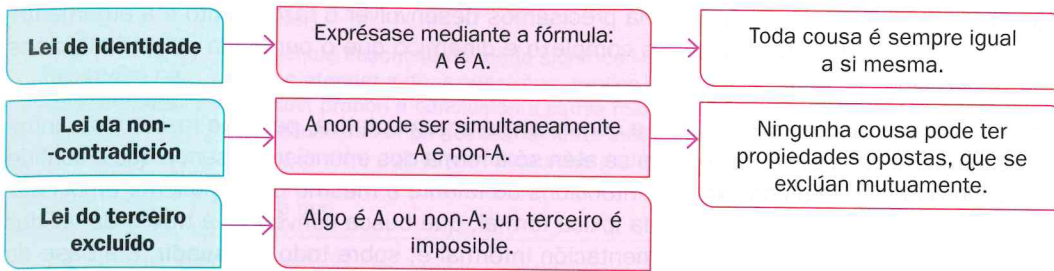 Lei de identidade
Exprésase mediante a fórmula:
A é A.
Toda cousa é sempre igual
a si mesma.
Lei da non-
-contradición
A non pode ser simultaneamente
A e non-A.
Ningunha cousa pode ter
propiedades opostas, que se
exclúan mutuamente.
Lei do terceiro
excluído
Algo é A ou non-A; un terceiro é
imposible.